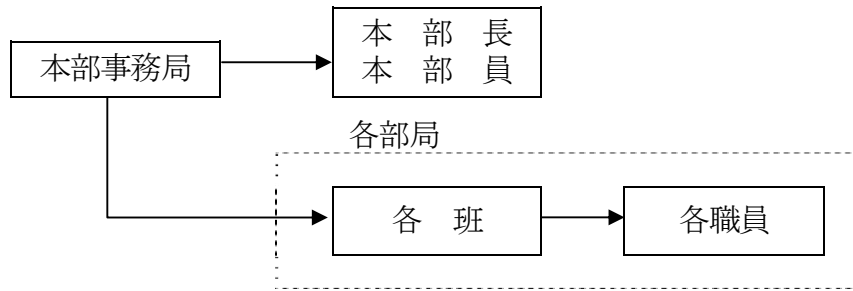 本　部　長
本　部　員
本部事務局
各部局
各　班
各職員